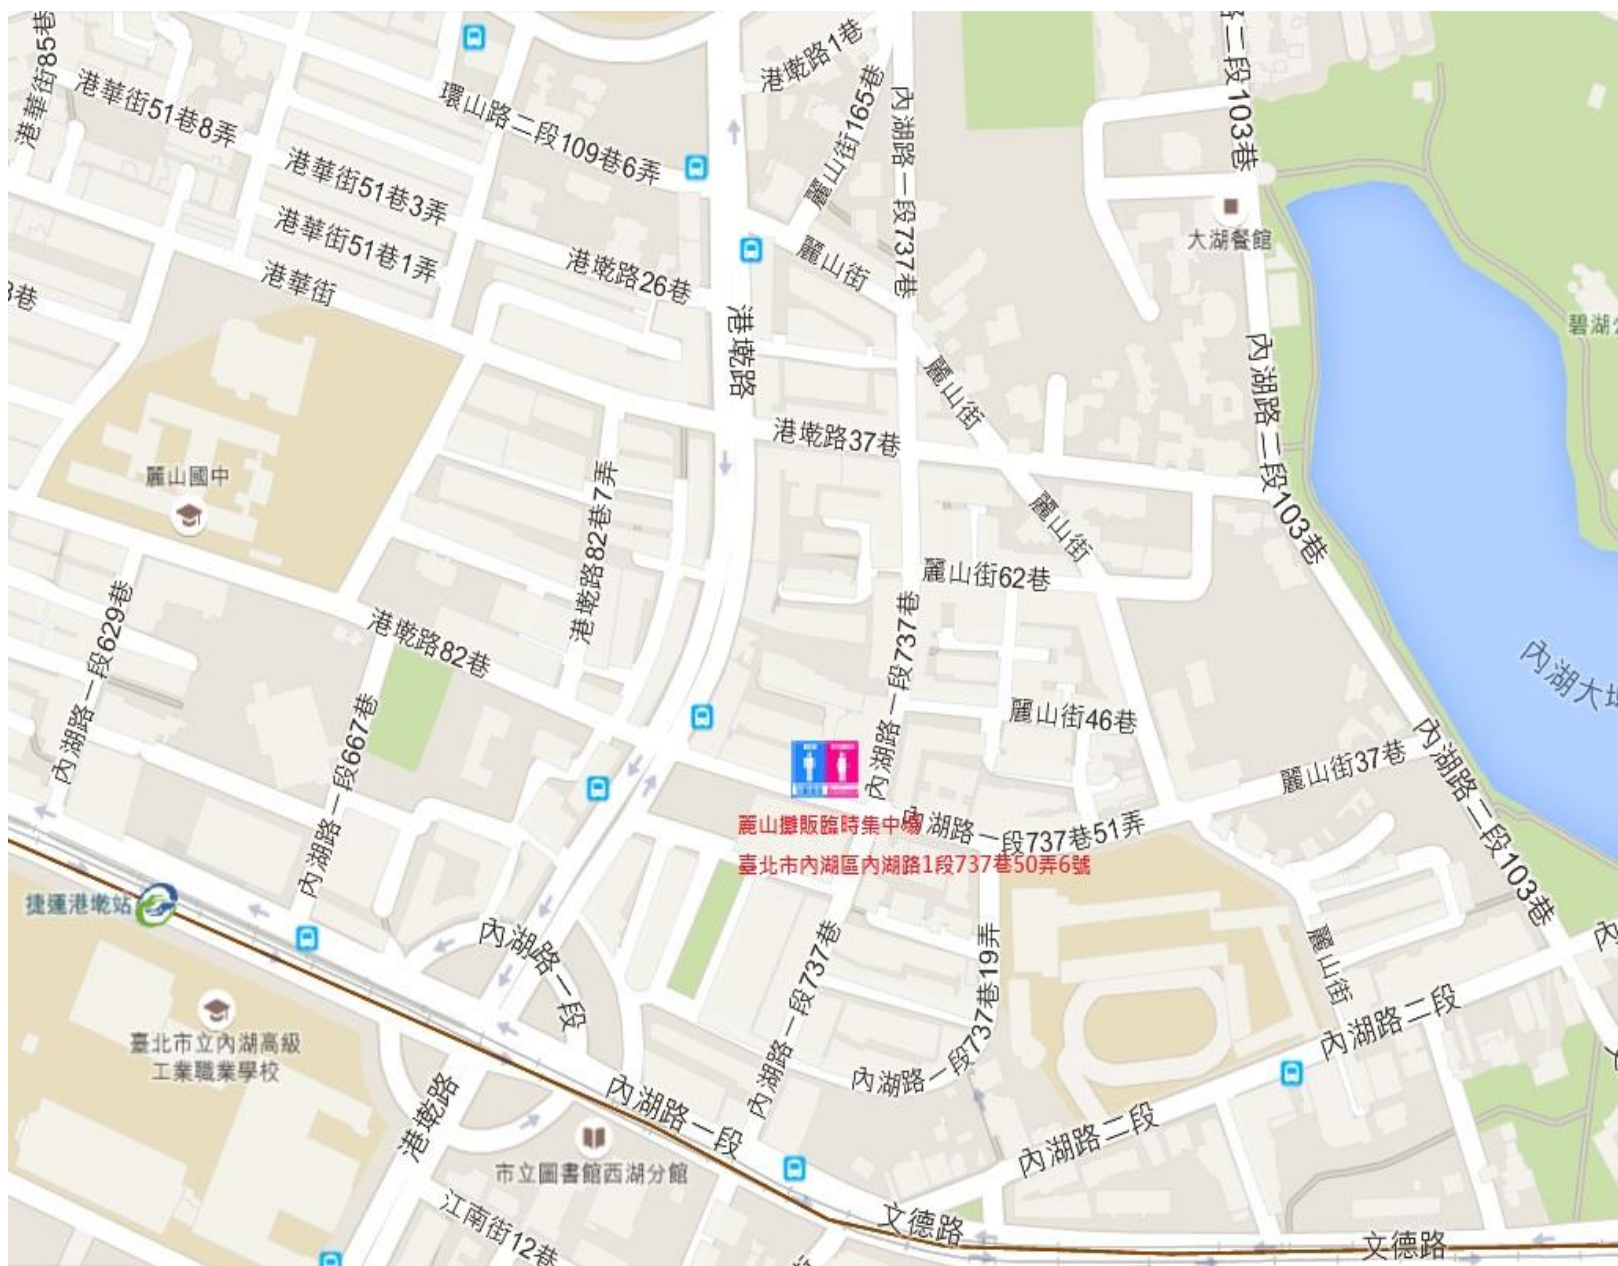 港華街85巷
港墘路1巷
內湖路二段103巷
環山路二段109巷6弄
港華街51巷8弄
麗山街165巷
內湖路一段737巷
港華街51巷3弄
港華街51巷1弄
麗山街
大湖餐館
港華街
港墘路26巷
港墘路
麗山街
內湖路二段103巷
港墘路37巷
麗山國中
麗山街
港墘路82巷7弄
麗山街62巷
內湖路一段629巷
港墘路82巷
內湖路一段737巷
麗山街46巷
內湖路一段667巷
內湖路二段103巷
麗山街37巷
麗山攤販臨時集中場
內湖路一段737巷51弄
臺北市內湖區內湖路1段737巷50弄6號
捷運港墘站
內湖路一段
內湖路一段737巷
內湖路一段737巷19弄
麗山街
內湖路二段
臺北市立內湖高級
工業職業學校
內湖路二段
港墘路
內湖路一段
市立圖書館西湖分館
江南街12巷
文德路
文德路